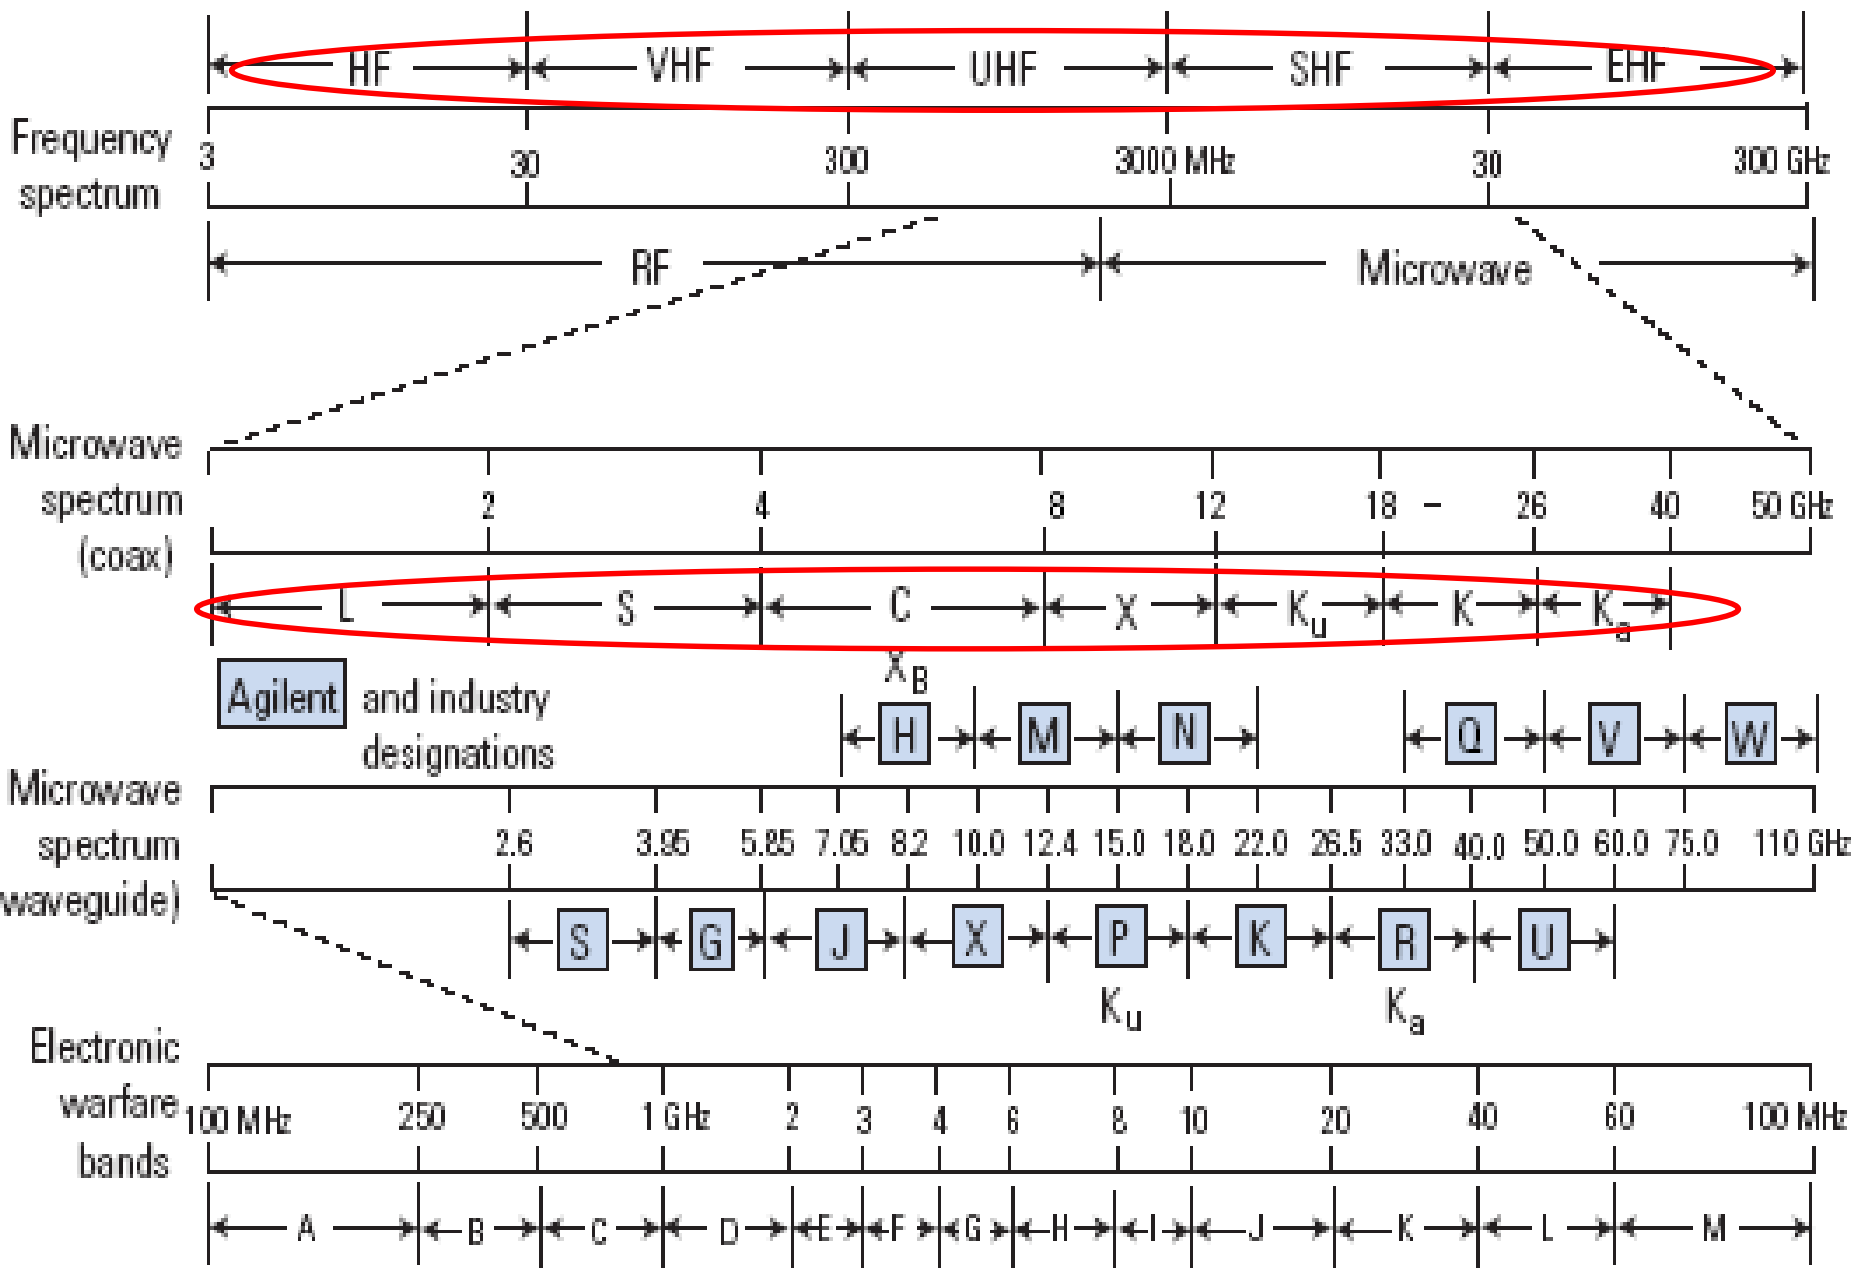 HF VHF UHF SHF EHF
Frequency
spectrum
3 30 300 3000 MHz 30 300 GHz
RF Microwave
Microwave
spectrum
(coax)
2 4 8 12 18 – 26 40 50 GHz
L S C X Ku K Ka
XB
Agilent and industry
designations
H M N Q V W
Microwave
spectrum
waveguide)
2.6 3.95 5.85 7.05 8.2 10.0 12.4 15.0 18.0 22.0 26.5 33.0 40.0 50.0 60.0 75.0 110 GHz
S G J X P K R U
Ku Ka
Electronic
warfare
bands
100 MHz 250 500 1 GHz 2 3 4 6 8 10 20 40 60 100 MHz
A B C D E F G H I J K L M